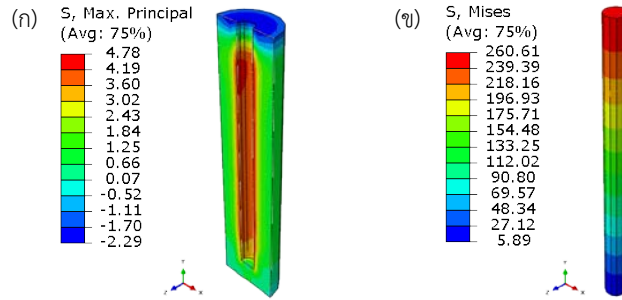 (ก)
S, Max. Principal
(Avg: 75%)
4.78
4.19
3.60
3.02
2.43
1.84
1.25
0.66
0.07
-0.52
-1.11
-1.70
-2.29
Y
Z
X
(ข)
S, Mises
(Avg: 75%)
260.61
239.39
218.16
196.93
175.71
154.48
133.25
112.02
90.80
69.57
48.34
27.12
5.89
Y
Z
X